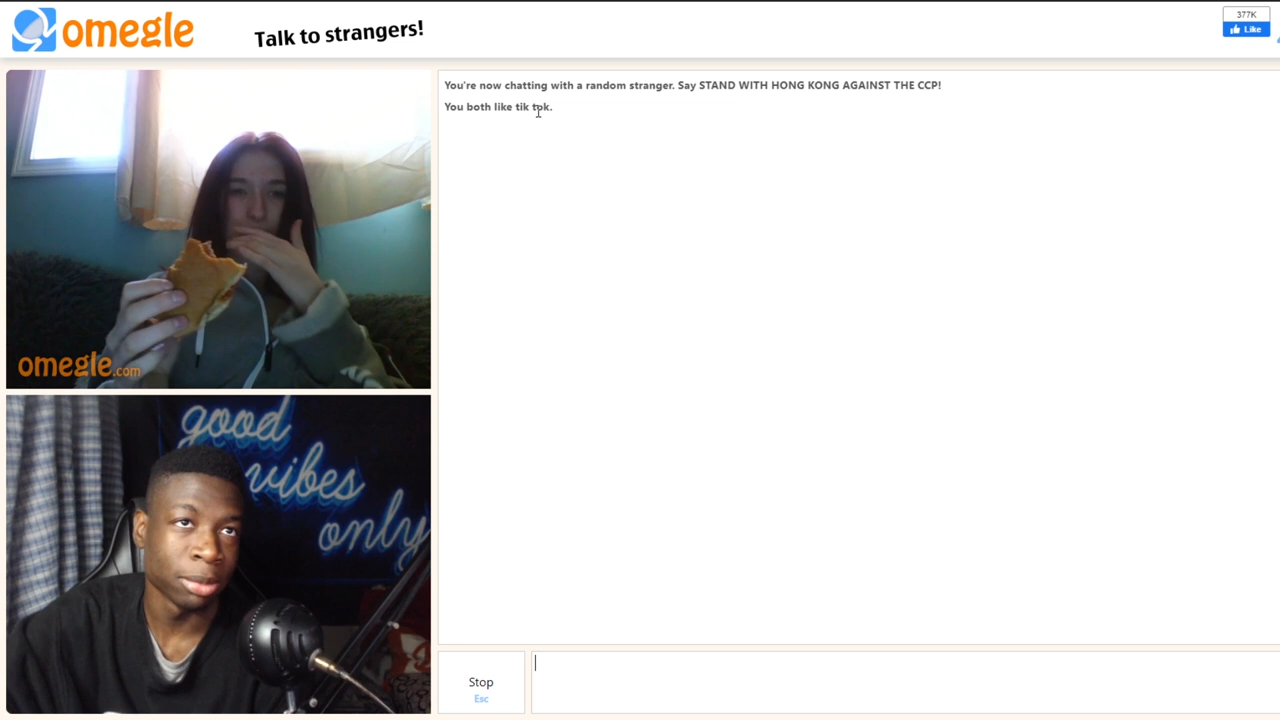 omegle
Talk to strangers!
377K
Like
You're now chatting with a random stranger. Say STAND WITH HONG KONG AGAINST THE CCP!
You both like tik tok.
omegle.com
good
vibes
only
Stop
Esc